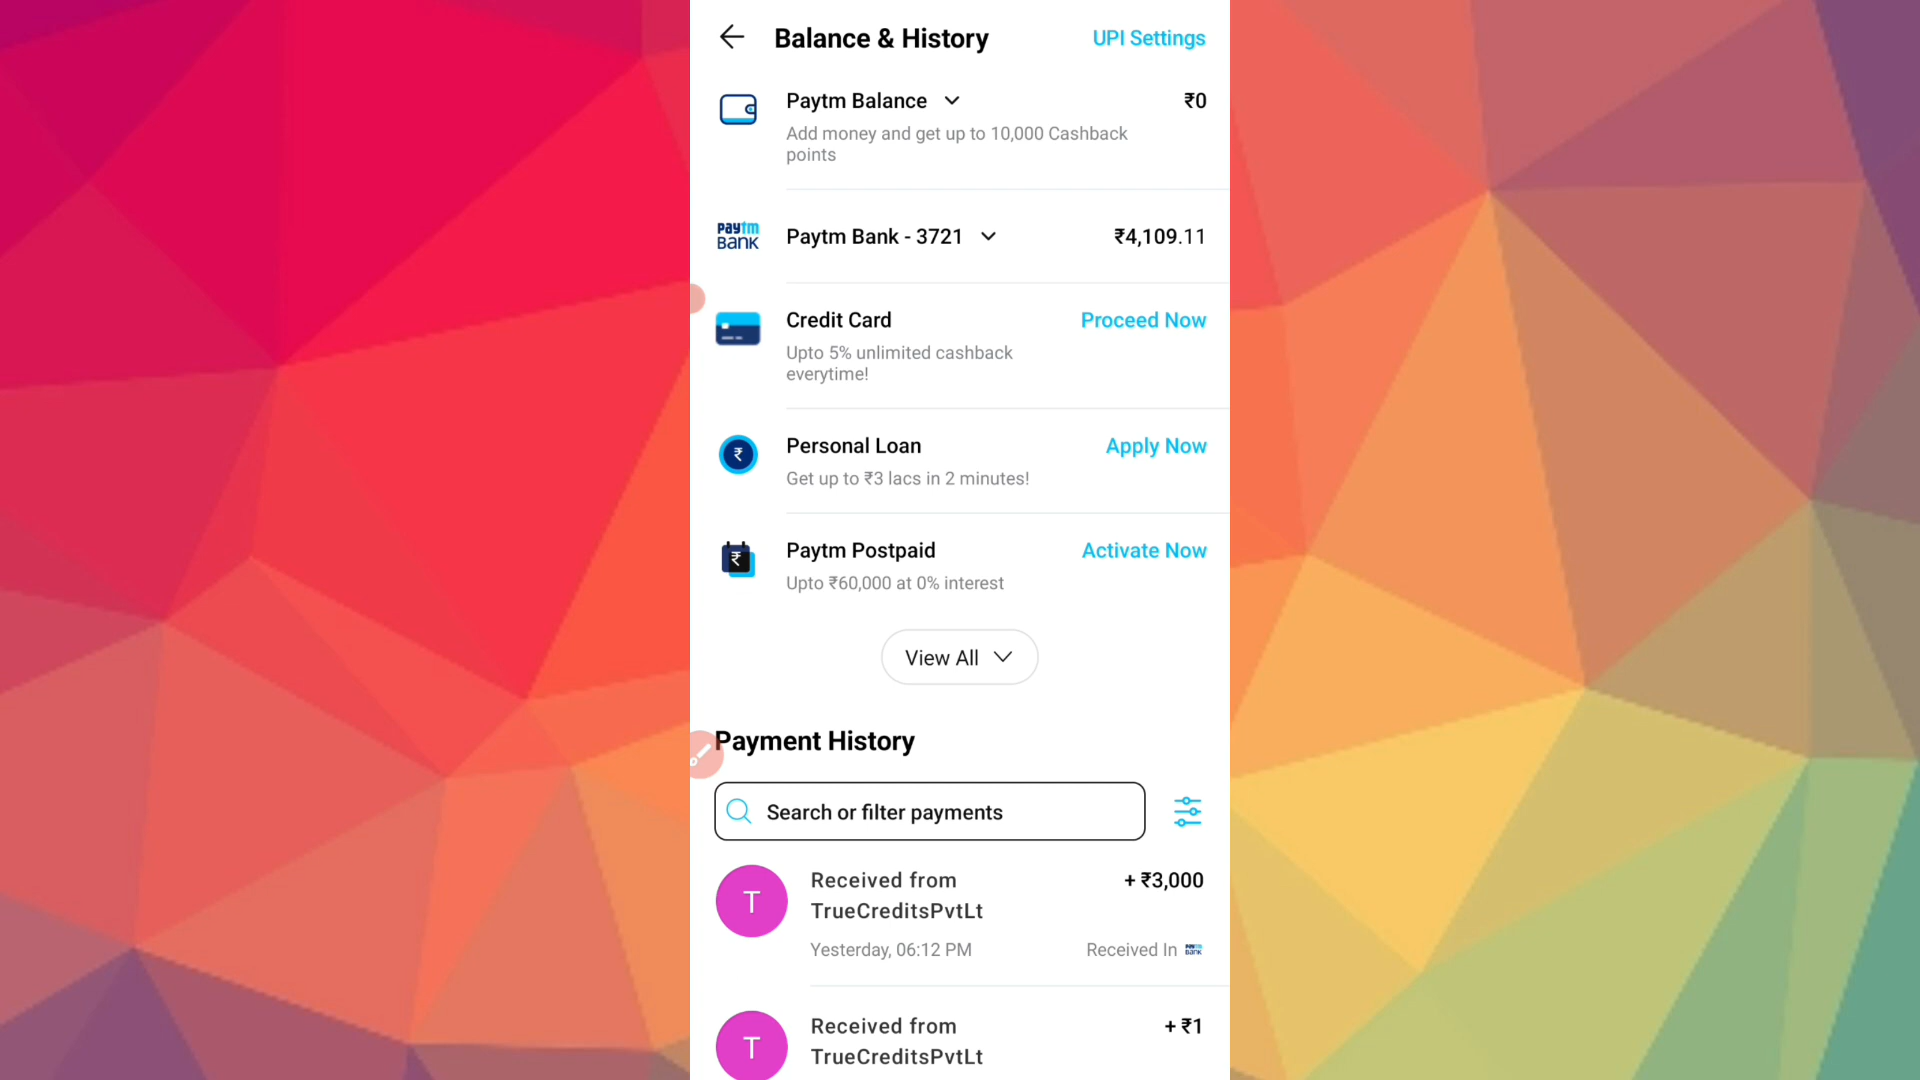 Balance & History
UPI Settings
Paytm Balance
₹0
Add money and get up to 10,000 Cashback
points
paytm
BANK
Paytm Bank - 3721
₹4,109.11
Credit Card
Proceed Now
Upto 5% unlimited cashback
everytime!
₹
Personal Loan
Apply Now
Get up to ₹3 lacs in 2 minutes!
₹
Paytm Postpaid
Activate Now
Upto ₹60,000 at 0% interest
View All
Payment History
Search or filter payments
T
Received from
+ ₹3,000
TrueCreditsPvtLt
Yesterday, 06:12 PM
Received In
paytm
BANK
T
Received from
+ ₹1
TrueCreditsPvtLt